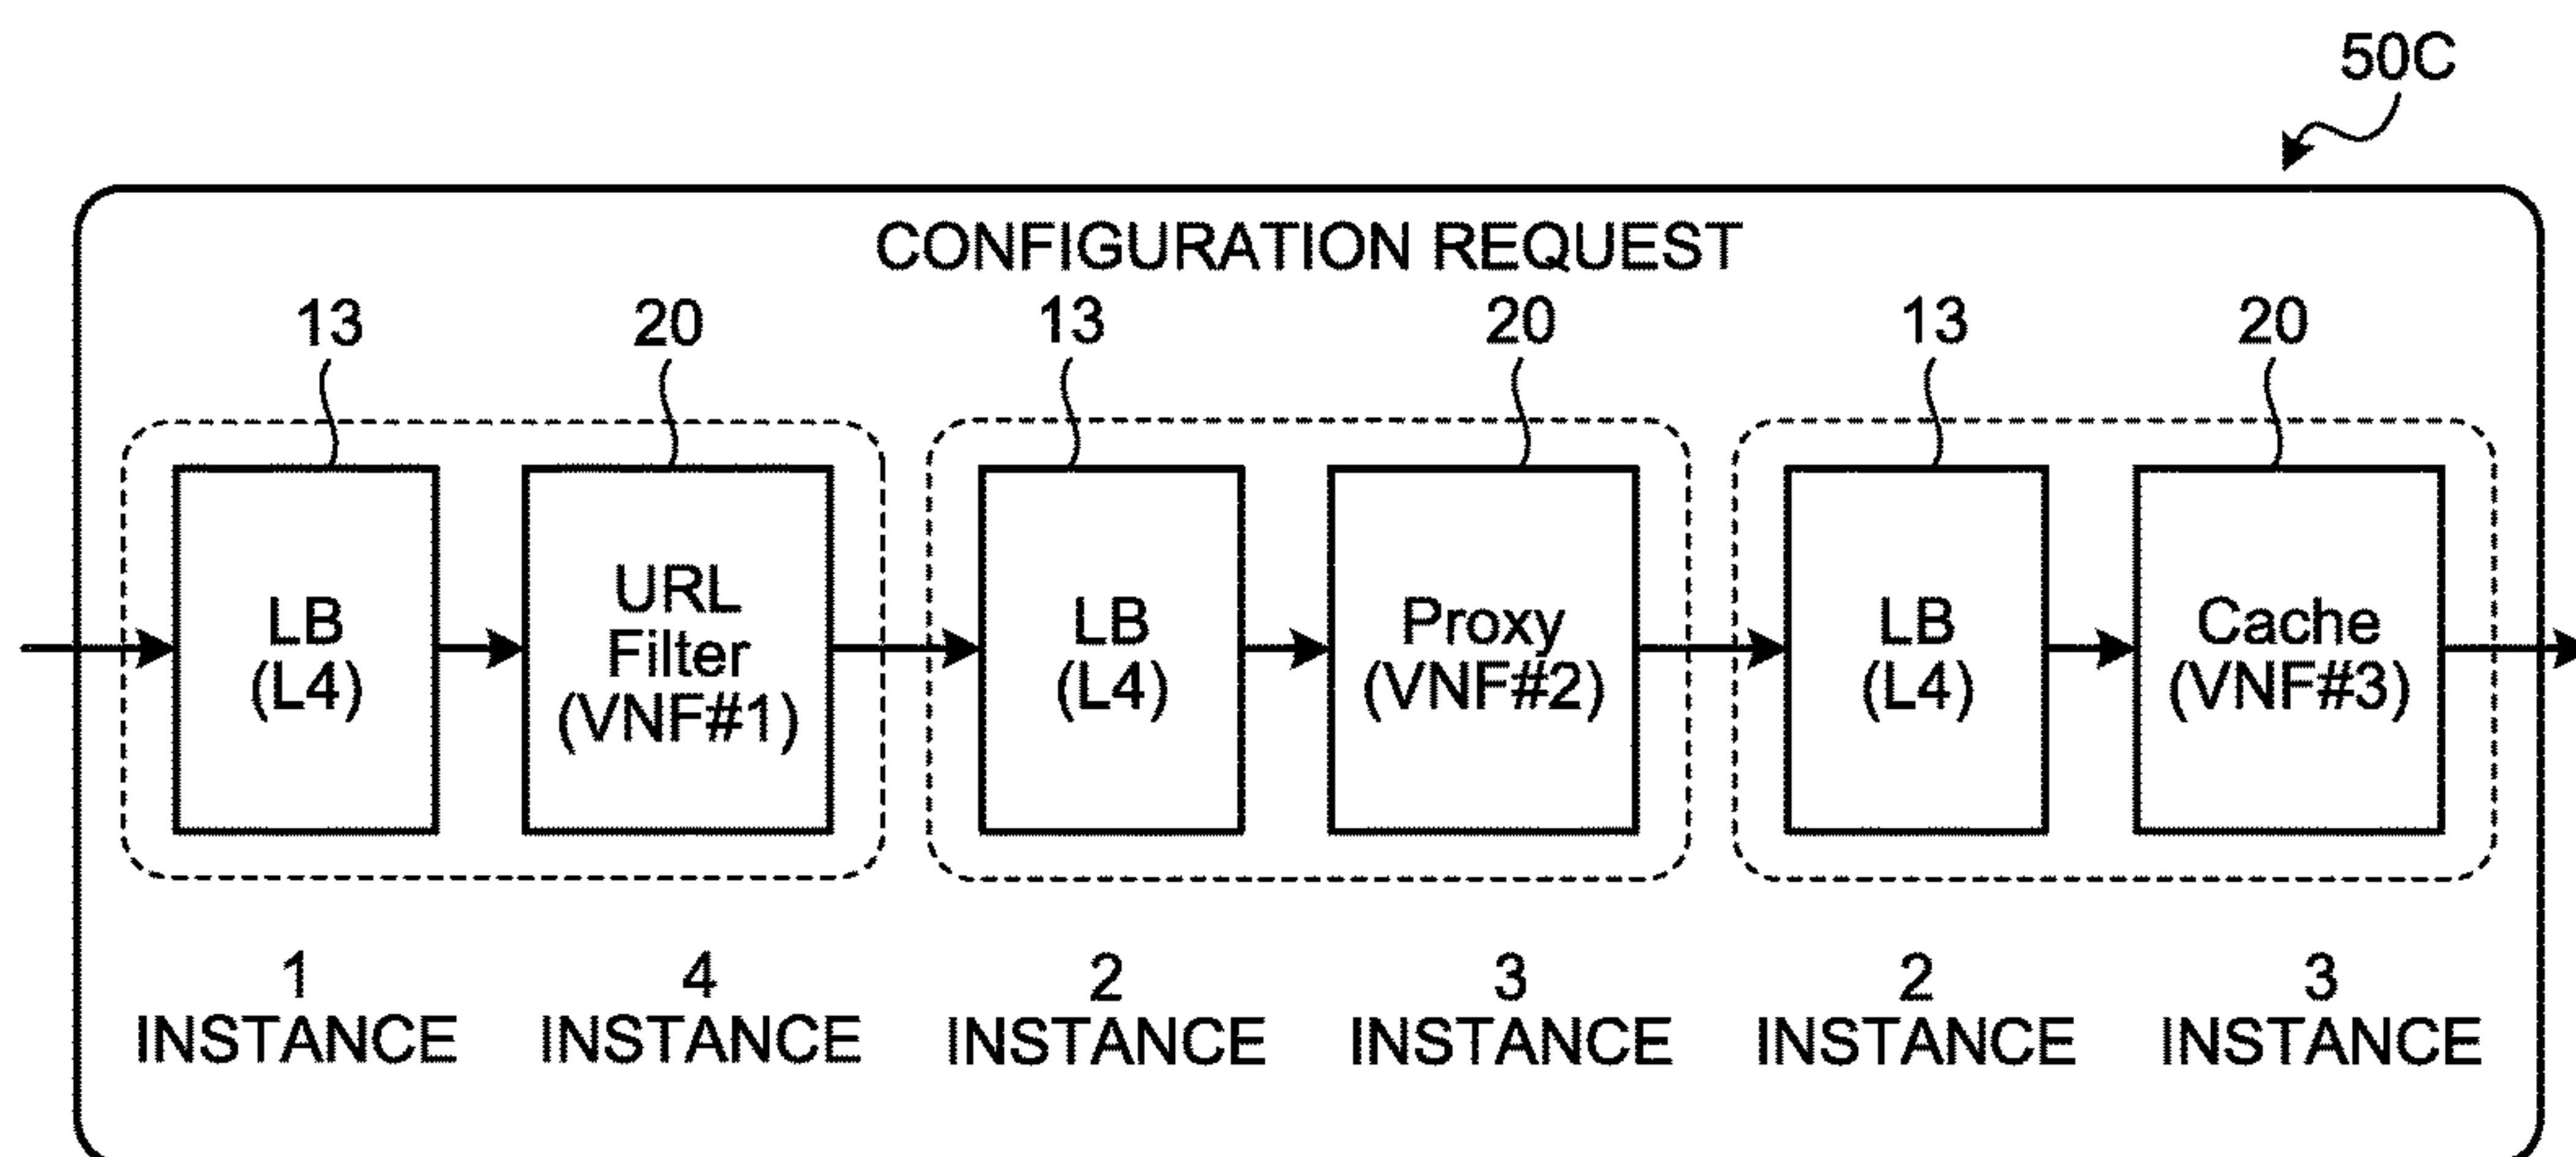 50C
CONFIGURATION REQUEST
13
20
13
20
13
20
LB
(L4)
URL
Filter
(VNF#1)
LB
(L4)
Proxy
(VNF#2)
LB
(L4)
Cache
(VNF#3)
1
INSTANCE
4
INSTANCE
2
INSTANCE
3
INSTANCE
2
INSTANCE
3
INSTANCE